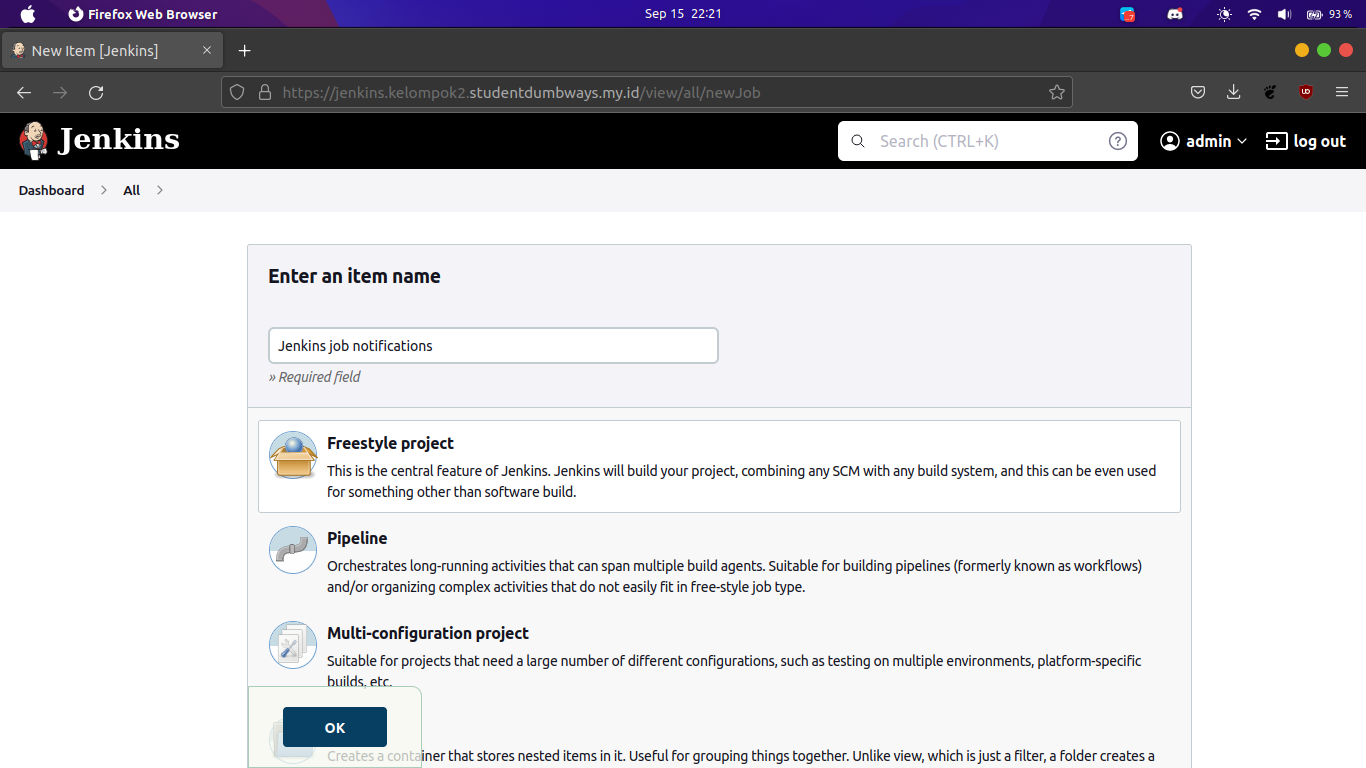 Firefox Web Browser
Sep 15 22:21
93 %
New Item [Jenkins]
https://jenkins.kelompok2.studentdumbways.my.id/view/all/newJob
Jenkins
Search (CTRL+K)
admin
log out
Dashboard
All
Enter an item name
Jenkins job notifications
» Required field
Freestyle project
This is the central feature of Jenkins. Jenkins will build your project, combining any SCM with any build system, and this can be even used
for something other than software build.
Pipeline
Orchestrates long-running activities that can span multiple build agents. Suitable for building pipelines (formerly known as workflows)
and/or organizing complex activities that do not easily fit in free-style job type.
Multi-configuration project
Suitable for projects that need a large number of different configurations, such as testing on multiple environments, platform-specific
builds, etc.
OK
Creates a container that stores nested items in it. Useful for grouping things together. Unlike view, which is just a filter, a folder creates a